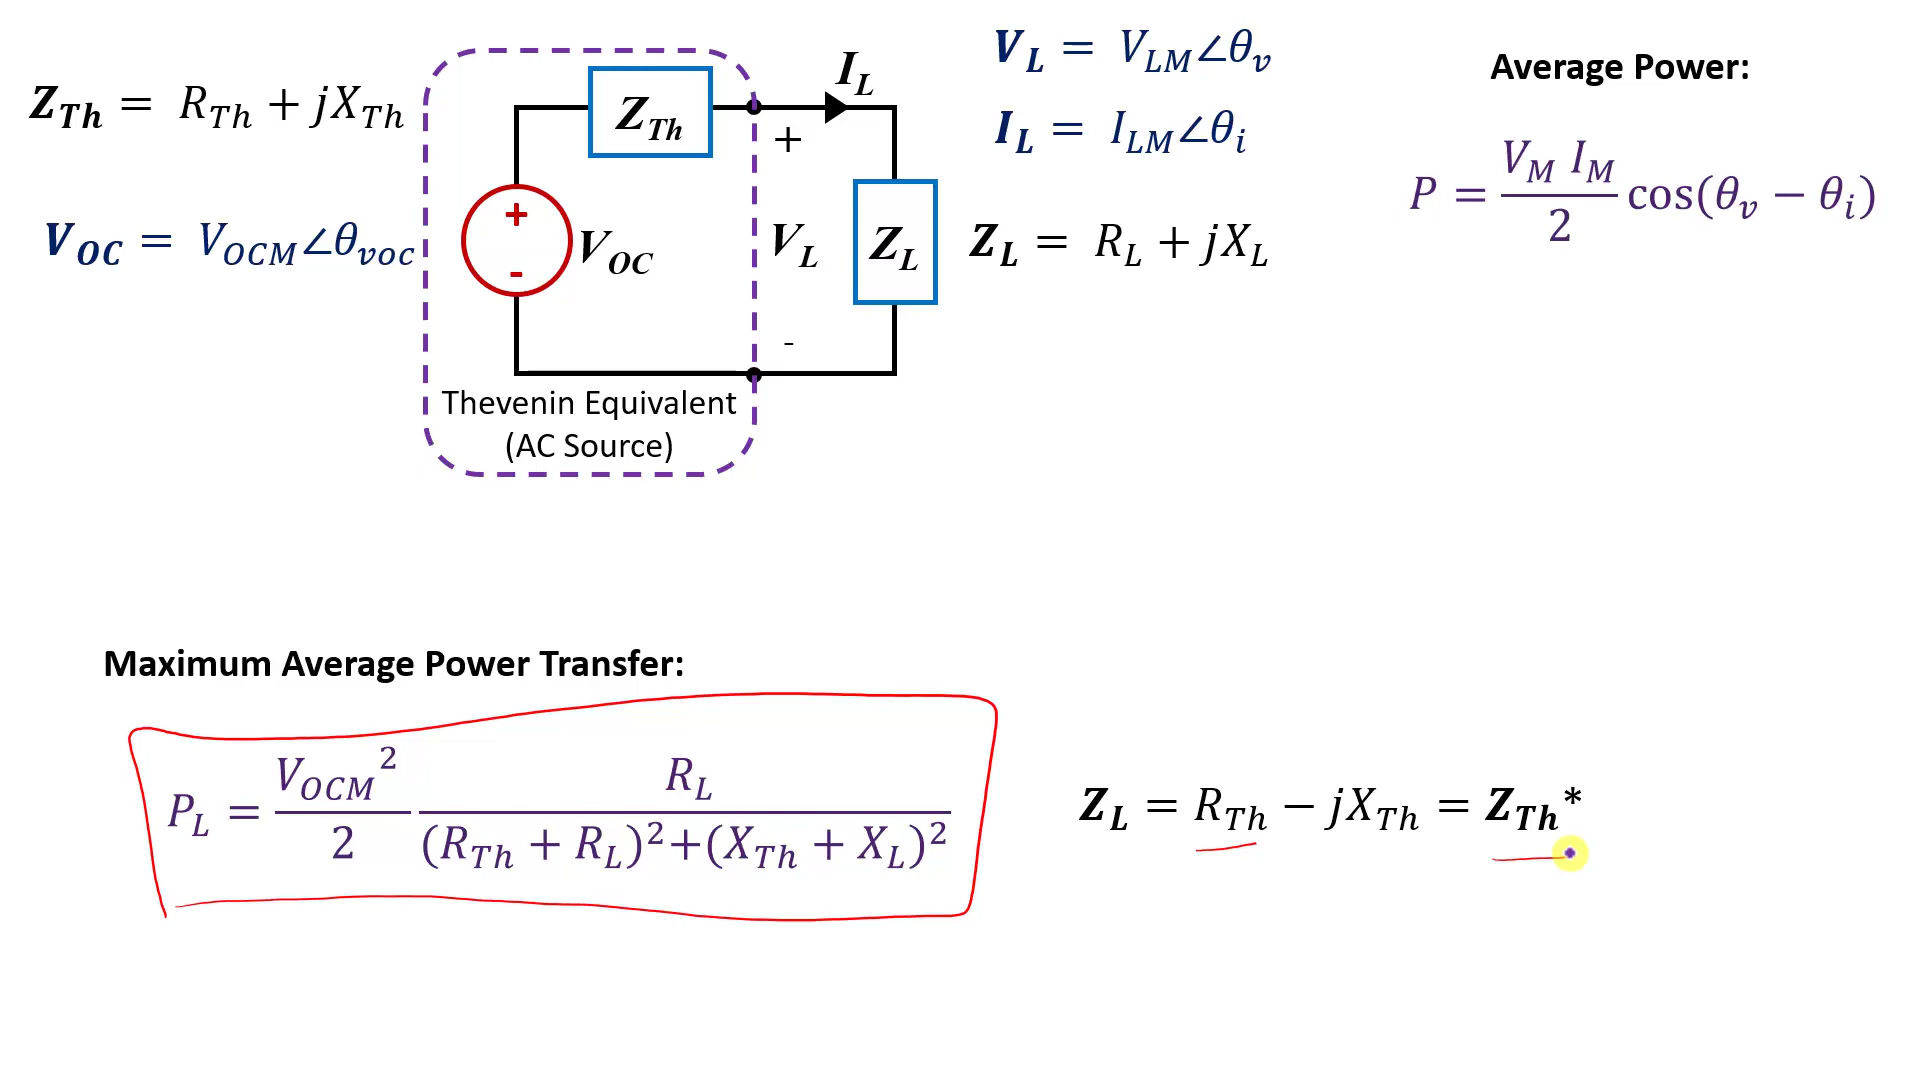 Z_Th = R_Th + jX_Th
V_OC = V_OCM∠θ_voc
Z_Th
I_L
+
+
-
V_OC
V_L
Z_L
-
Thevenin Equivalent
(AC Source)
V_L = V_LM∠θ_v
I_L = I_LM∠θ_i
Z_L = R_L + jX_L
Average Power:
P = V_M I_M / 2 cos(θ_v − θ_i)
Maximum Average Power Transfer:
P_L = V_OCM² / 2 R_L / (R_Th + R_L)²+(X_Th + X_L)²
Z_L = R_Th − jX_Th = Z_Th*